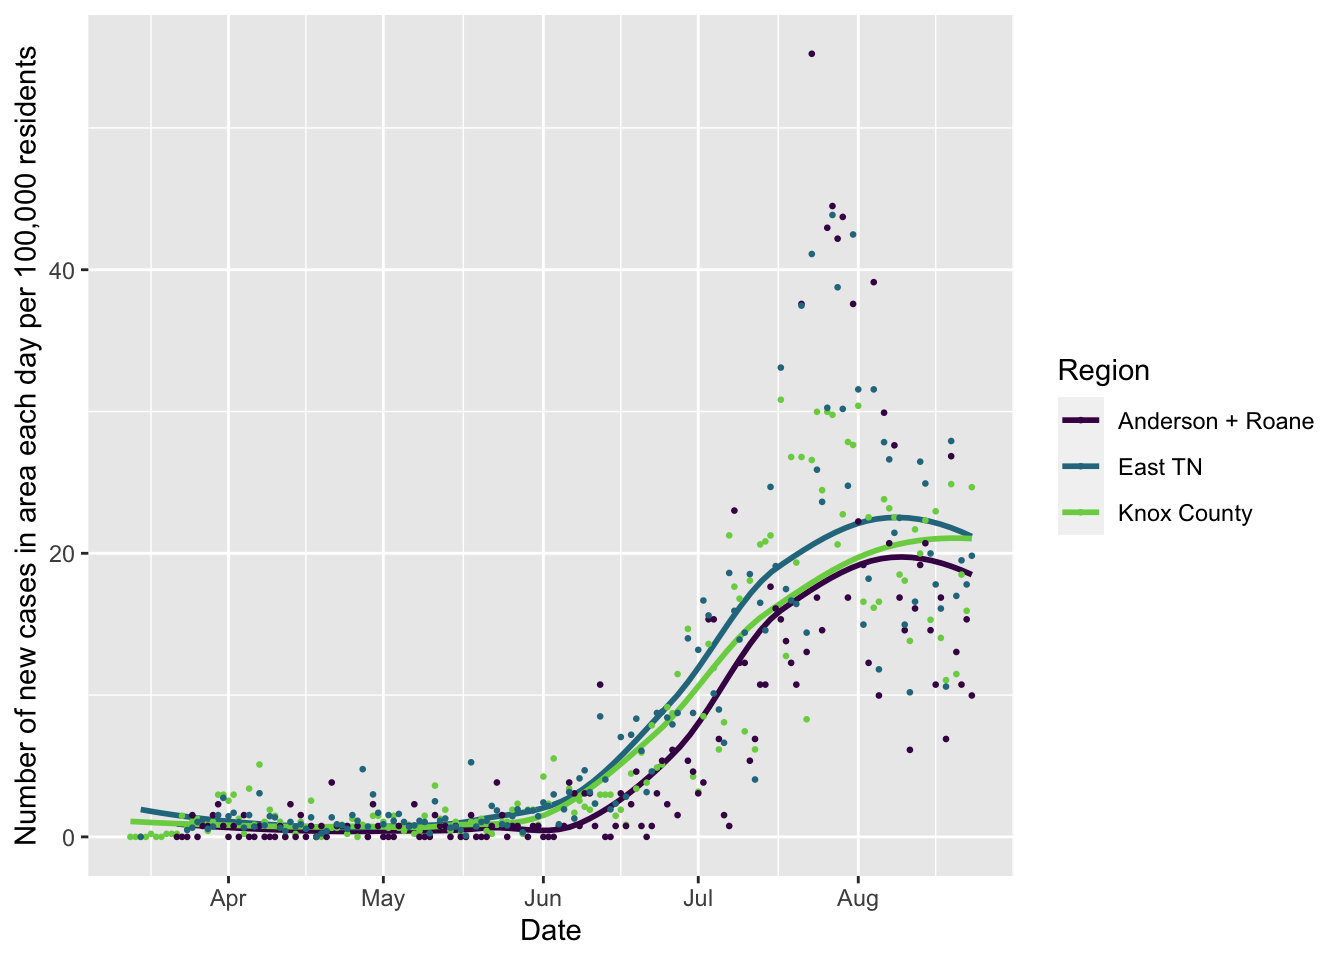 Number of new cases in area each day per 100,000 residents
40
20
0
Apr May Jun Jul Aug
Date
Region
Anderson + Roane
East TN
Knox County